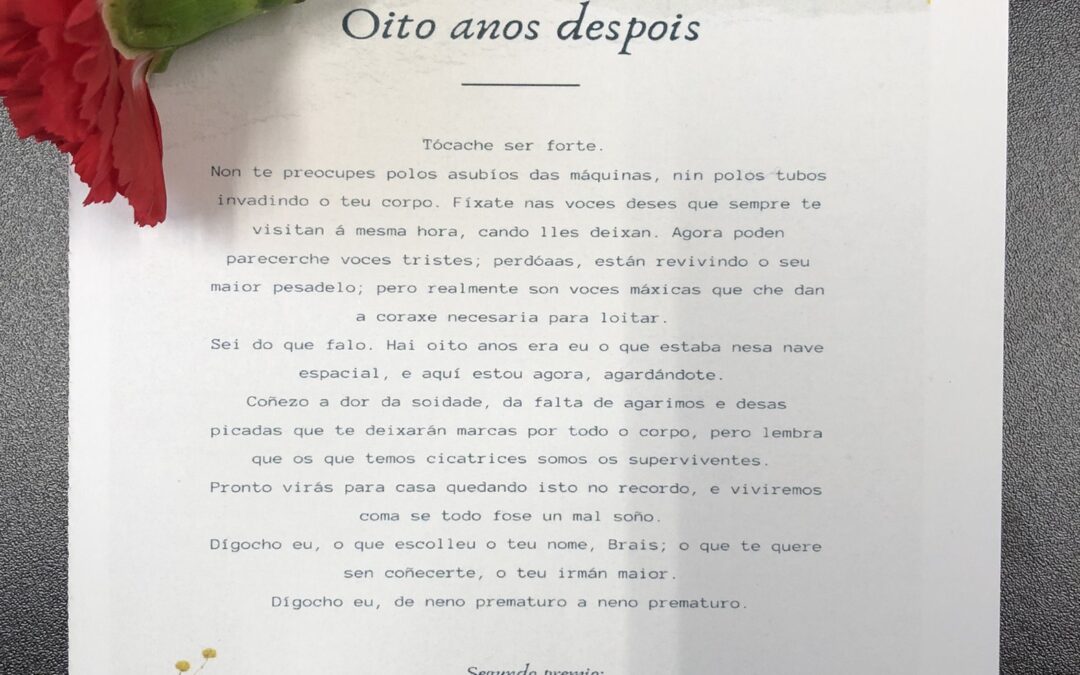 Oito anos despois
Tócache ser forte.
Non te preocupes polos asubíos das máquinas, nin polos tubos
invadindo o teu corpo. Fíxate nas voces deses que sempre te
visitan á mesma hora, cando lles deixan. Agora poden
parecerche voces tristes; perdóaas, están revivindo o seu
maior pesadelo; pero realmente son voces máxicas que che dan
a coraxe necesaria para loitar.
Sei do que falo. Hai oito anos era eu o que estaba nesa nave
espacial, e aquí estou agora, agardándote.
Coñezo a dor da soidade, da falta de agarimos e desas
picadas que te deixarán marcas por todo o corpo, pero lembra
que os que temos cicatrices somos os superviventes.
Pronto virás para casa quedando isto no recordo, e viviremos
coma se todo fose un mal soño.
Dígocho eu, o que escolleu o teu nome, Brais; o que te quere
sen coñecerte, o teu irmán maior.
Dígocho eu, de neno prematuro a neno prematuro.
Segundo premio: